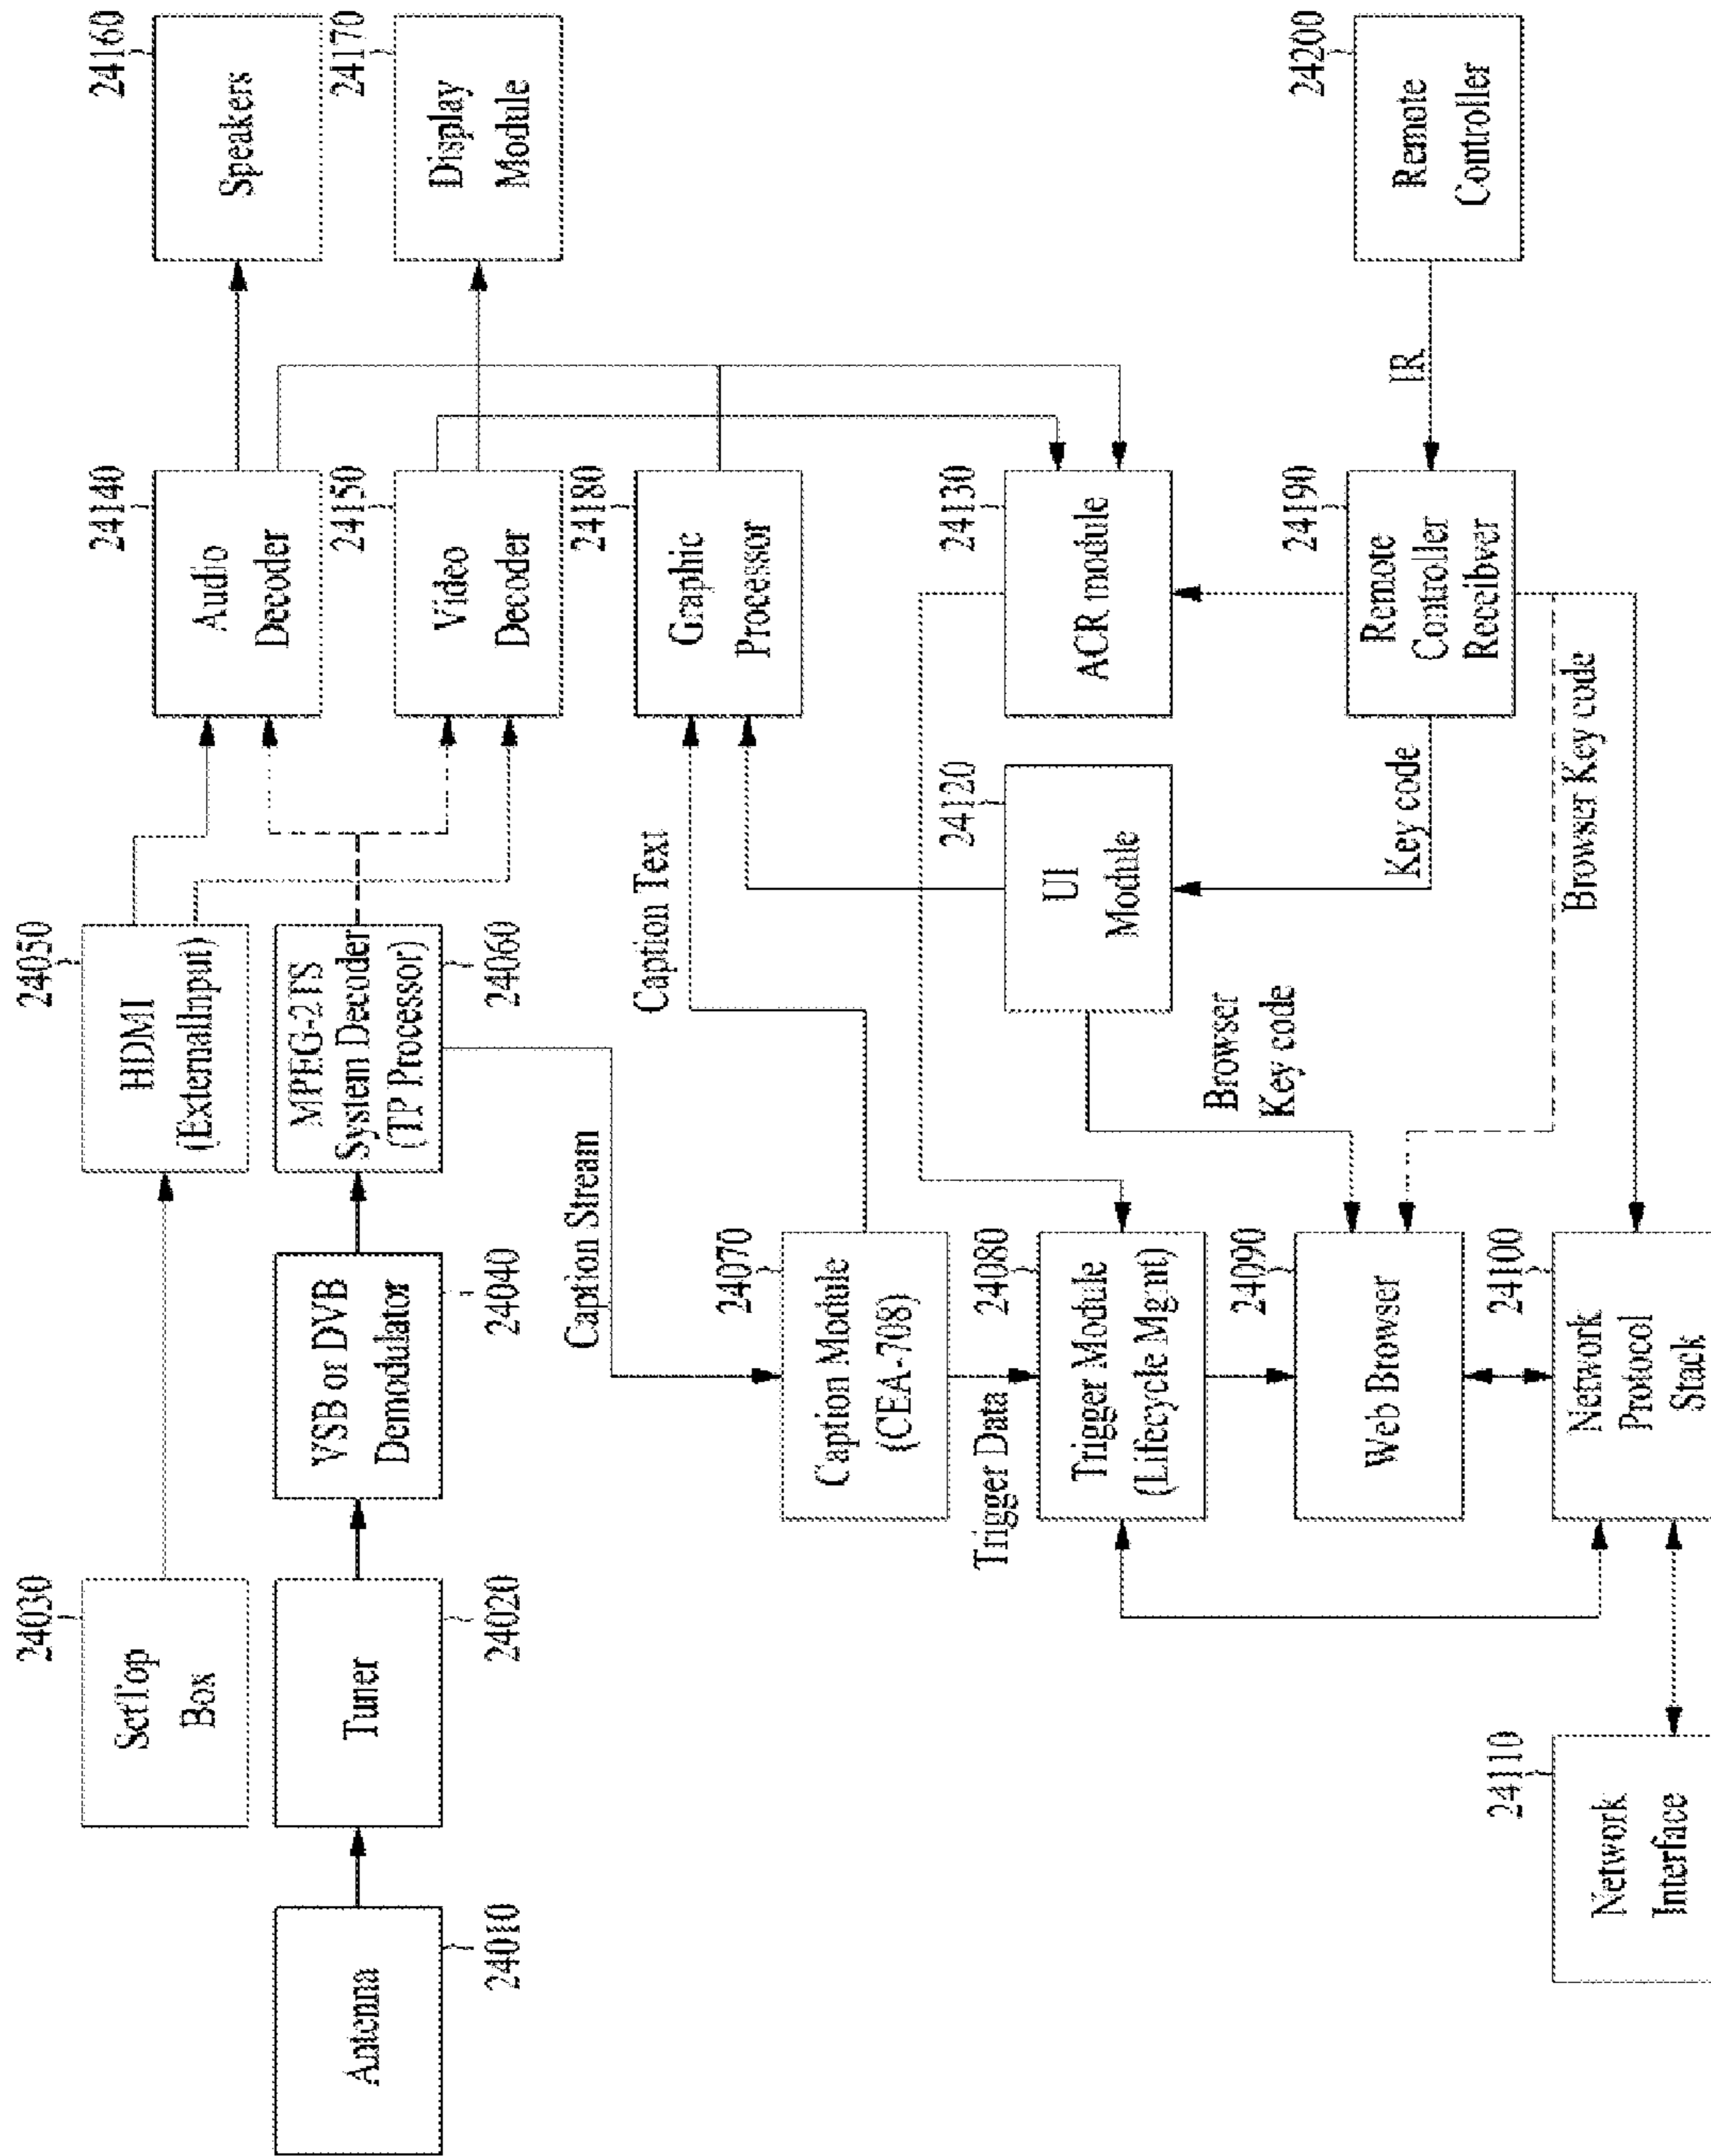 24030
24050
24140
24160
SetTop
Box
HDMI
(ExternalInput)
Audio
Decoder
Speakers
Antenna
24010
Tuner
24020
VSB or DVB
Demodulator
24040
MPEG-2TS
System Decoder
(TP Processor)
24060
24150
Video
Decoder
24170
Display
Module
Caption Stream
Caption Text
24180
Graphic
Processor
24070
Caption Module
(CEA-708)
Trigger Data
24080
Trigger Module
(Lifecycle Mgmt)
24120
UI
Module
24130
ACR module
Browser
Key code
24090
Web Browser
Key code
24190
Remote
Controller
Receibver
IR
24200
Remote
Controller
24110
Network
Interface
24100
Network
Protocol
Stack
Browser Key code